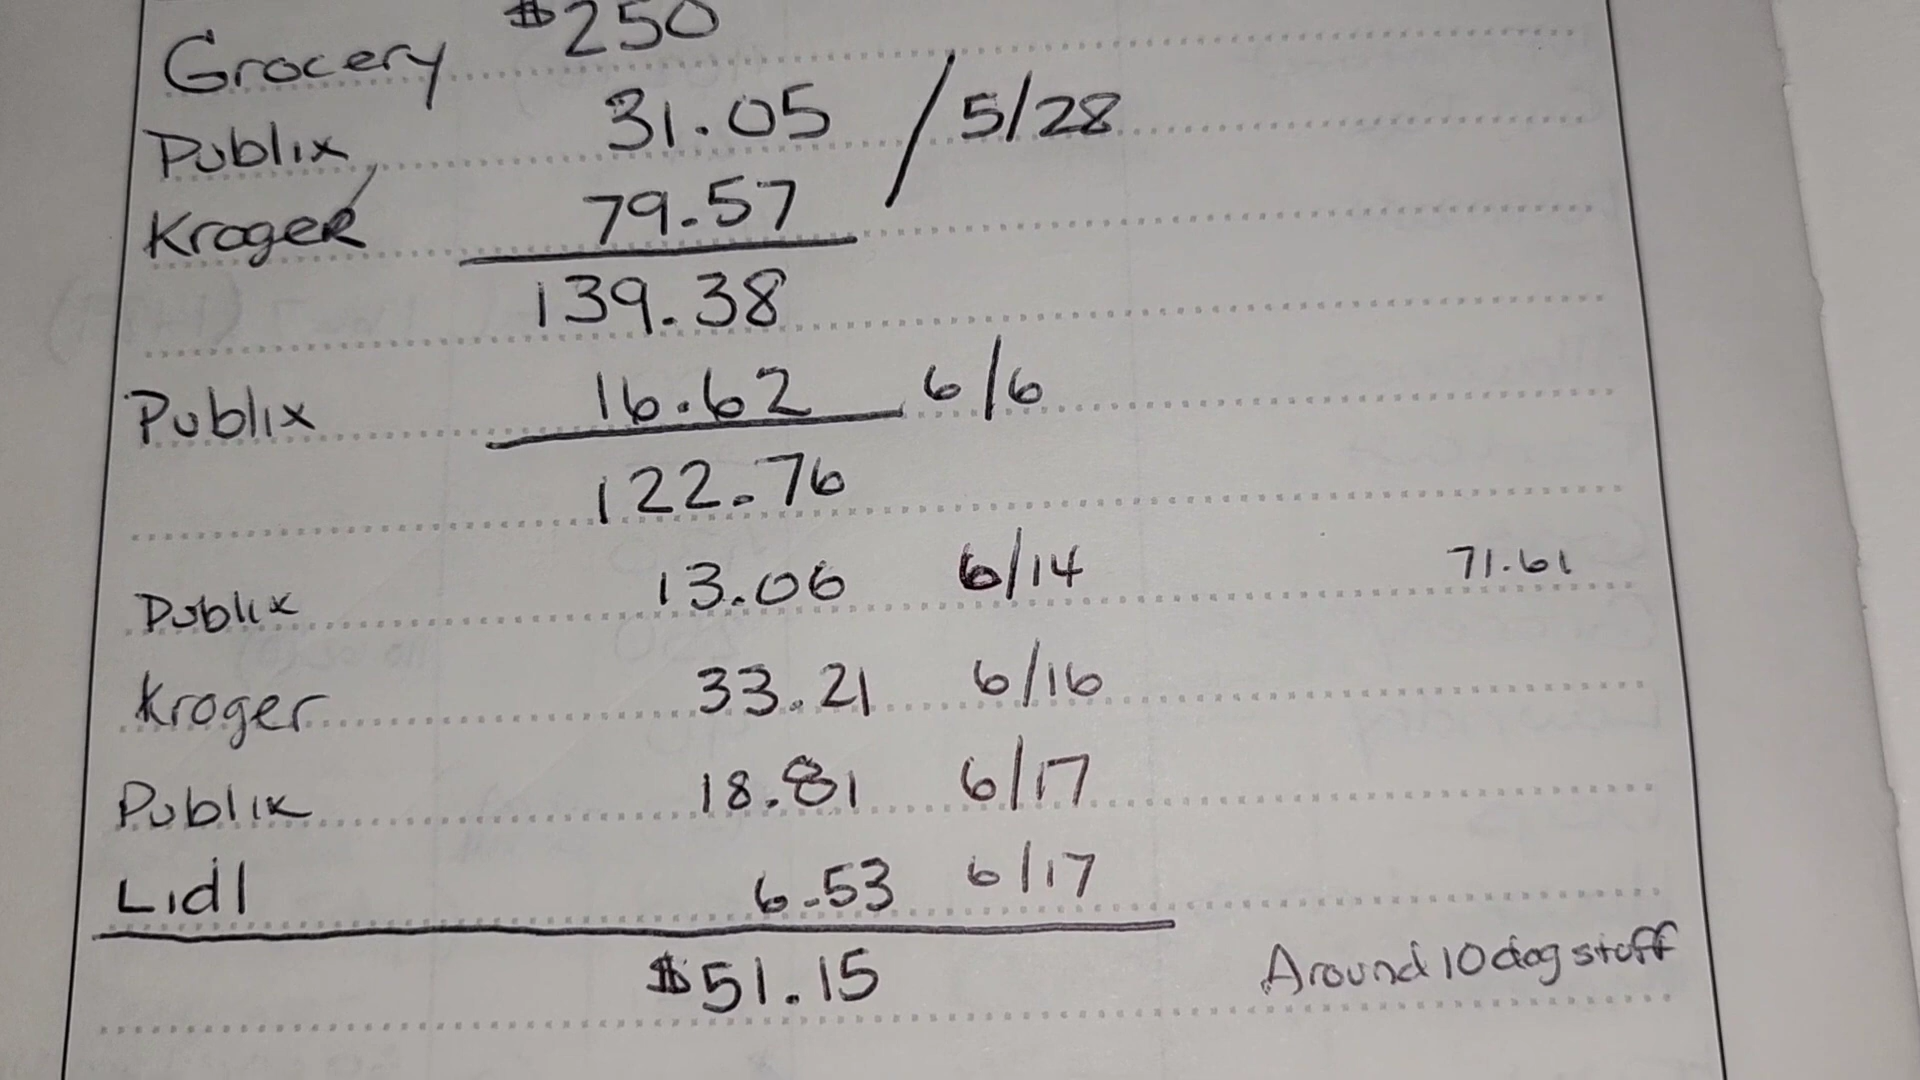 Grocery $250
Publix 31.05 / 5/28
Kroger 79.57
139.38
Publix 16.62 6/6
122.76
Publix 13.06 6/14 71.61
Kroger 33.21 6/16
Publix 18.81 6/17
Lidl 6.53 6/17
$51.15 Around 10 dog stuff